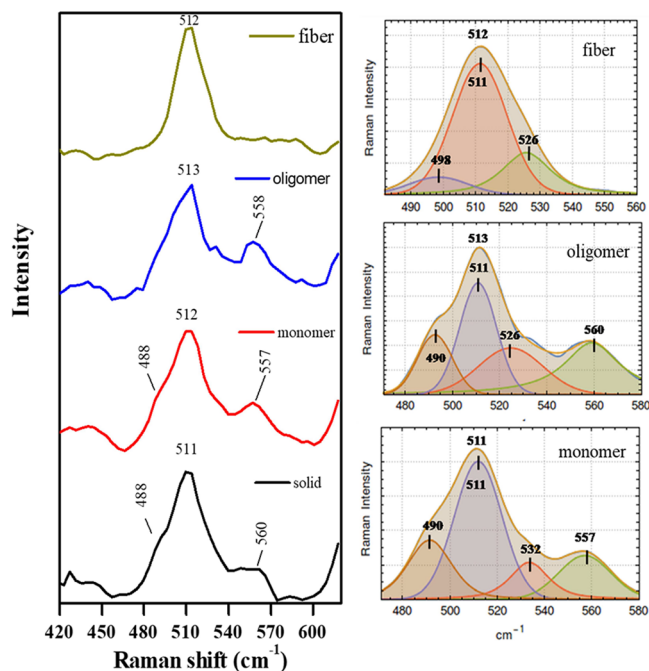 Intensity
512
fiber
513
558
oligomer
512
488
557
monomer
511
488
560
solid
420 450 480 510 540 570 600
Raman shift (cm⁻¹)
Raman Intensity
512
fiber
511
498
526
490 500 510 520 530 540 550 560
Raman Intensity
513
oligomer
511
490
526
560
480 500 520 540 560 580
Raman Intensity
511
monomer
511
490
532
557
480 500 520 540 560 580
cm⁻¹